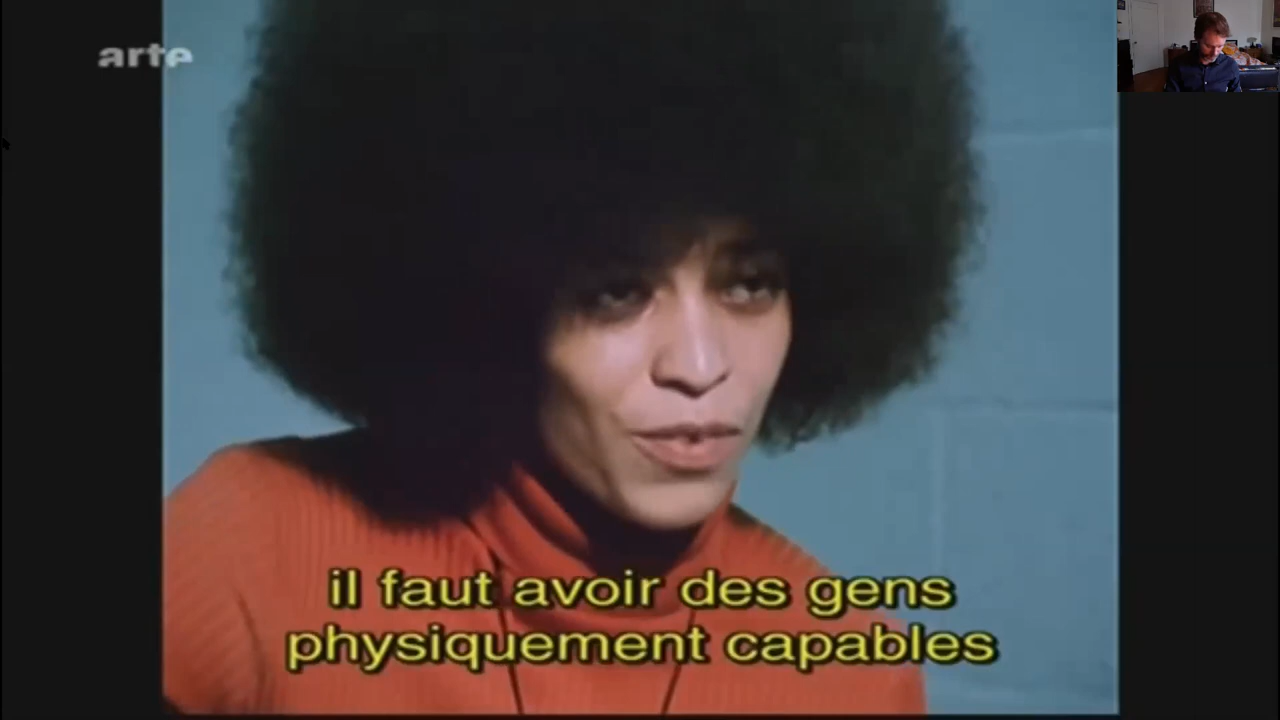 arte
il faut avoir des gens
physiquement capables